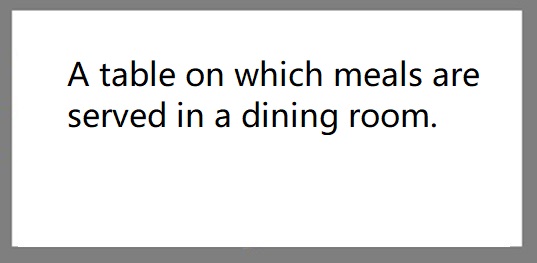 A table on which meals are
served in a dining room.